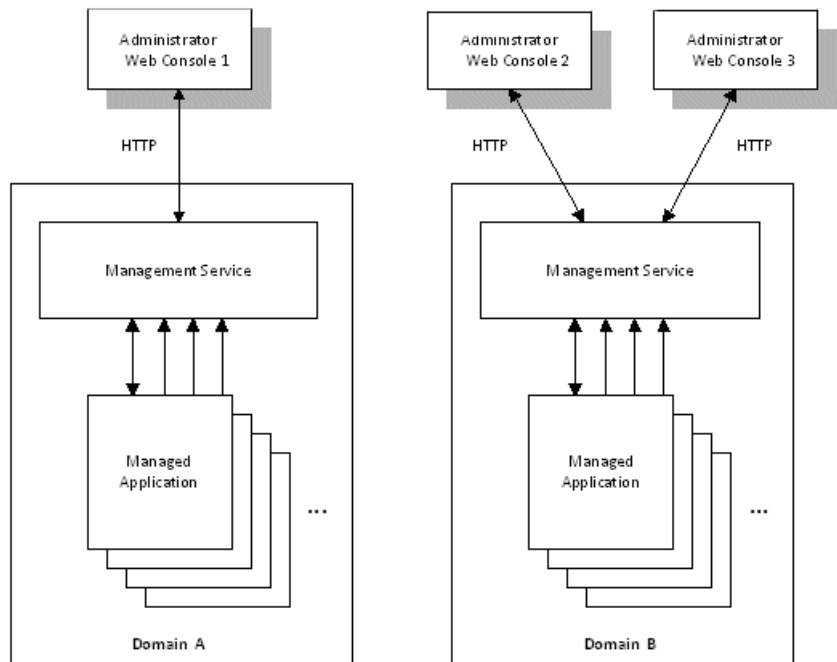 Administrator
Web Console 1
Administrator
Web Console 2
Administrator
Web Console 3
HTTP
HTTP
HTTP
Management Service
Management Service
Managed
Application
...
Managed
Application
...
Domain A
Domain B